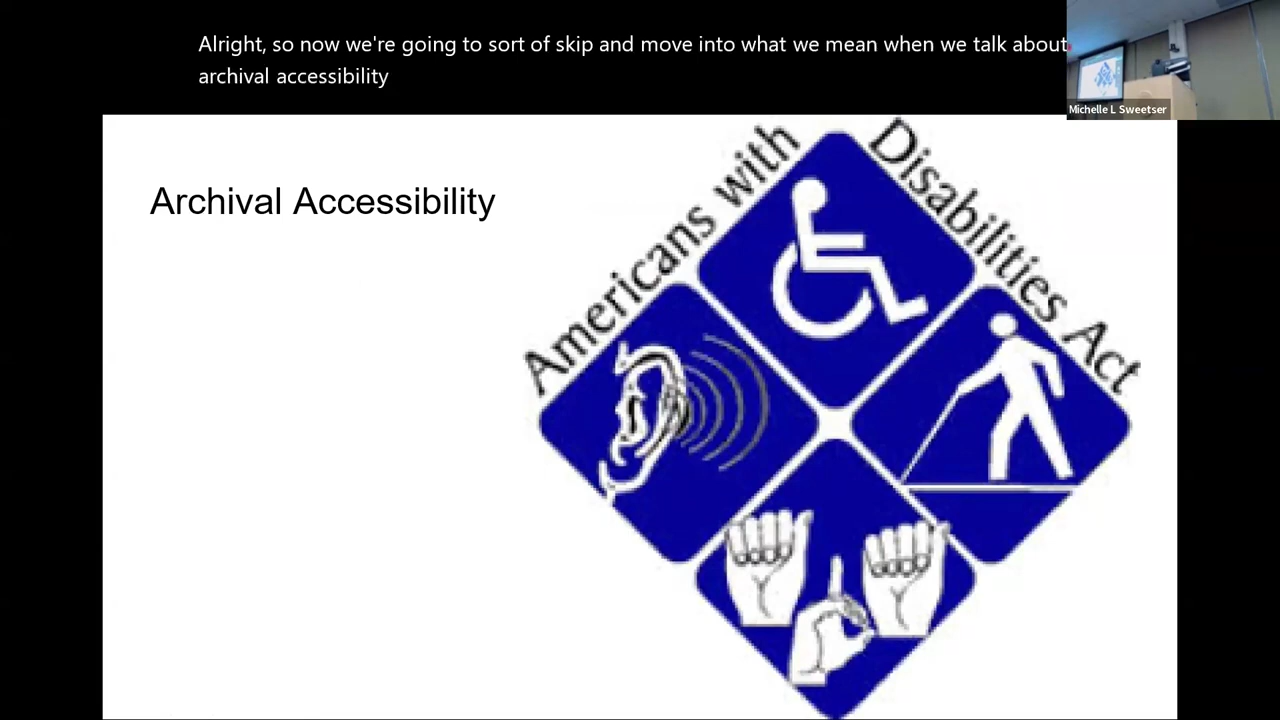 Alright, so now we're going to sort of skip and move into what we mean when we talk about
archival accessibility
Michelle L Sweetser
Archival Accessibility
Americans with
Disabilities Act